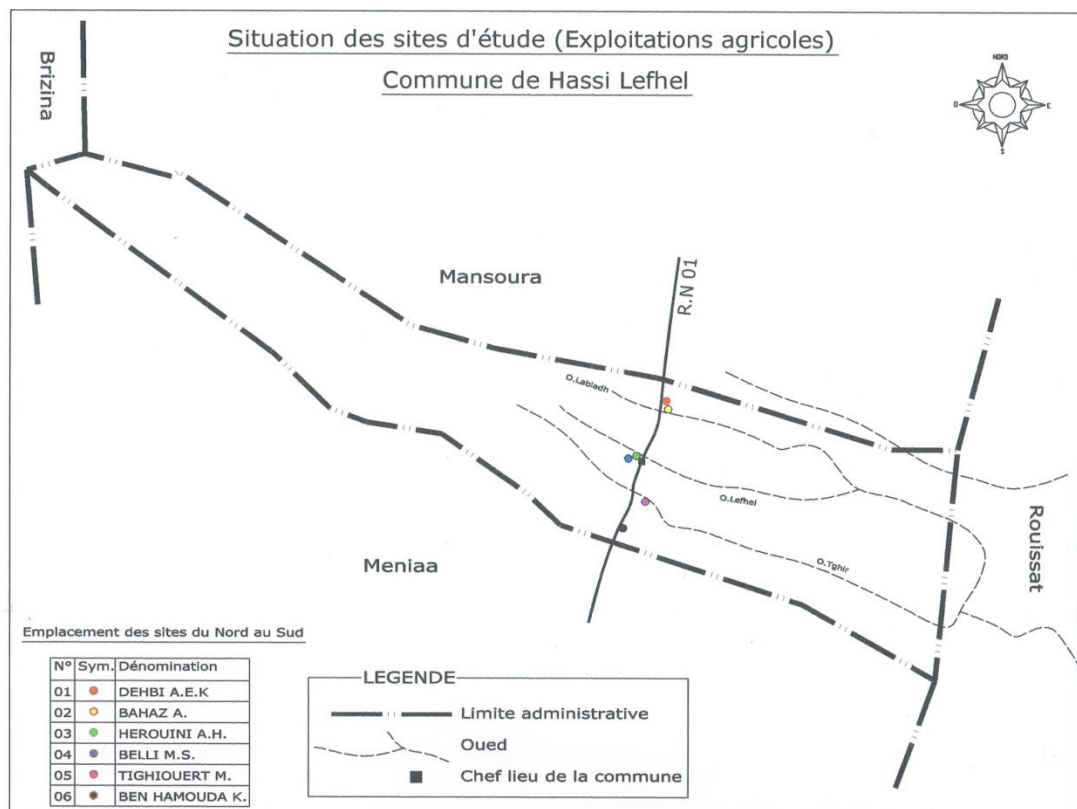 Situation des sites d'étude (Exploitations agricoles)
Commune de Hassi Lefhel
NORD
O
E
S
Brizina
Mansoura
R.N 01
O.Labiadh
O.Lefhel
O.Tghir
Rouissat
Meniaa
Emplacement des sites du Nord au Sud
N° Sym. Dénomination
01 DEHBI A.E.K
02 BAHAZ A.
03 HEROUINI A.H.
04 BELLI M.S.
05 TIGHIOUERT M.
06 BEN HAMOUDA K.
LEGENDE
Limite administrative
Oued
Chef lieu de la commune